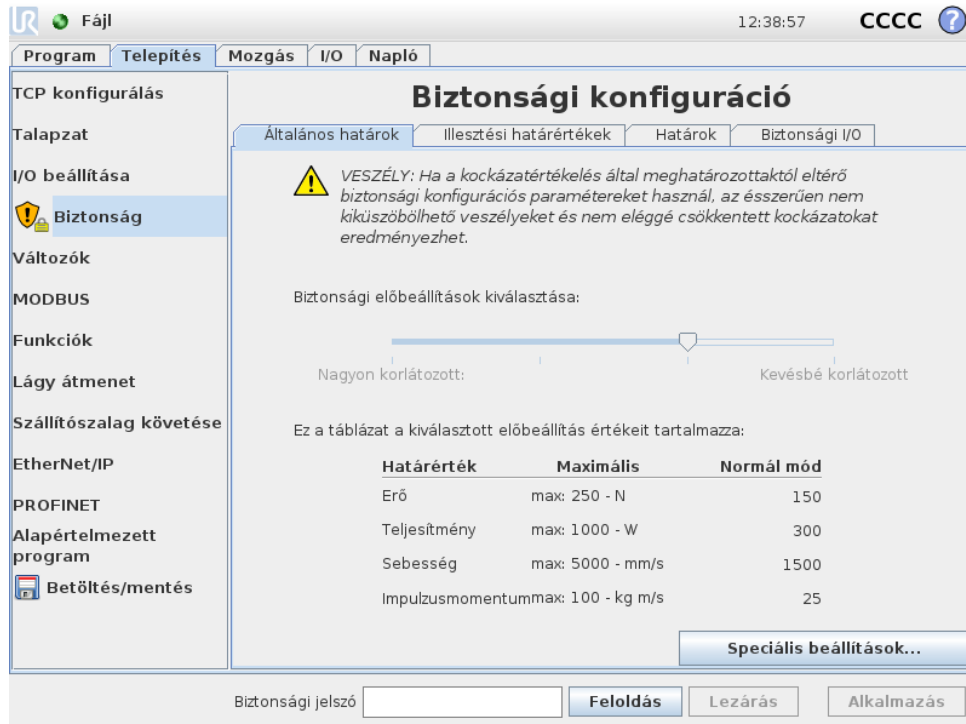 UR Fájl 12:38:57 CCCC ?
Program Telepítés Mozgás I/O Napló
TCP konfigurálás
Talapzat
I/O beállítása
Biztonság
Változók
MODBUS
Funkciók
Lágy átmenet
Szállítószalag követése
EtherNet/IP
PROFINET
Alapértelmezett
program
Betöltés/mentés
Biztonsági konfiguráció
Általános határok Illesztési határértékek Határok Biztonsági I/O
VESZÉLY: Ha a kockázatértékelés által meghatározottaktól eltérő
biztonsági konfigurációs paramétereket használ, az ésszerűen nem
kiküszöbölhető veszélyeket és nem eléggé csökkentett kockázatokat
eredményezhet.
Biztonsági előbeállítások kiválasztása:
Nagyon korlátozott: Kevésbé korlátozott
Ez a táblázat a kiválasztott előbeállítás értékeit tartalmazza:
Határérték Maximális Normál mód
Erő max: 250 - N 150
Teljesítmény max: 1000 - W 300
Sebesség max: 5000 - mm/s 1500
Impulzusmomentum max: 100 - kg m/s 25
Speciális beállítások...
Biztonsági jelszó Feloldás Lezárás Alkalmazás